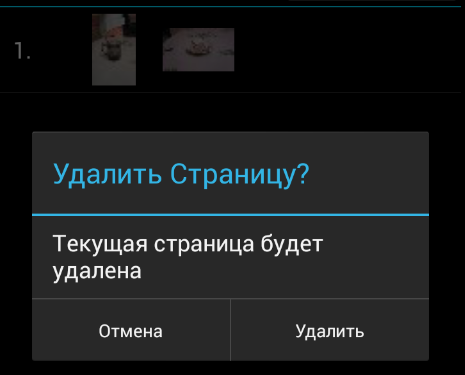 1.
Удалить Страницу?
Текущая страница будет
удалена
Отмена
Удалить